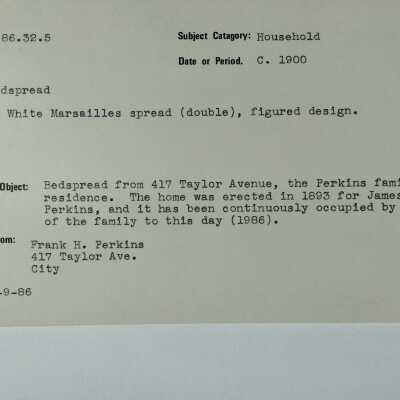 86.32.5
Subject Catagory: Household
Date or Period. C. 1900
dspread
White Marsailles spread (double), figured design.
Object: Bedspread from 417 Taylor Avenue, the Perkins fami
residence. The home was erected in 1893 for James
Perkins, and it has been continuously occupied by
of the family to this day (1986).
om: Frank H. Perkins
417 Taylor Ave.
City
-9-86